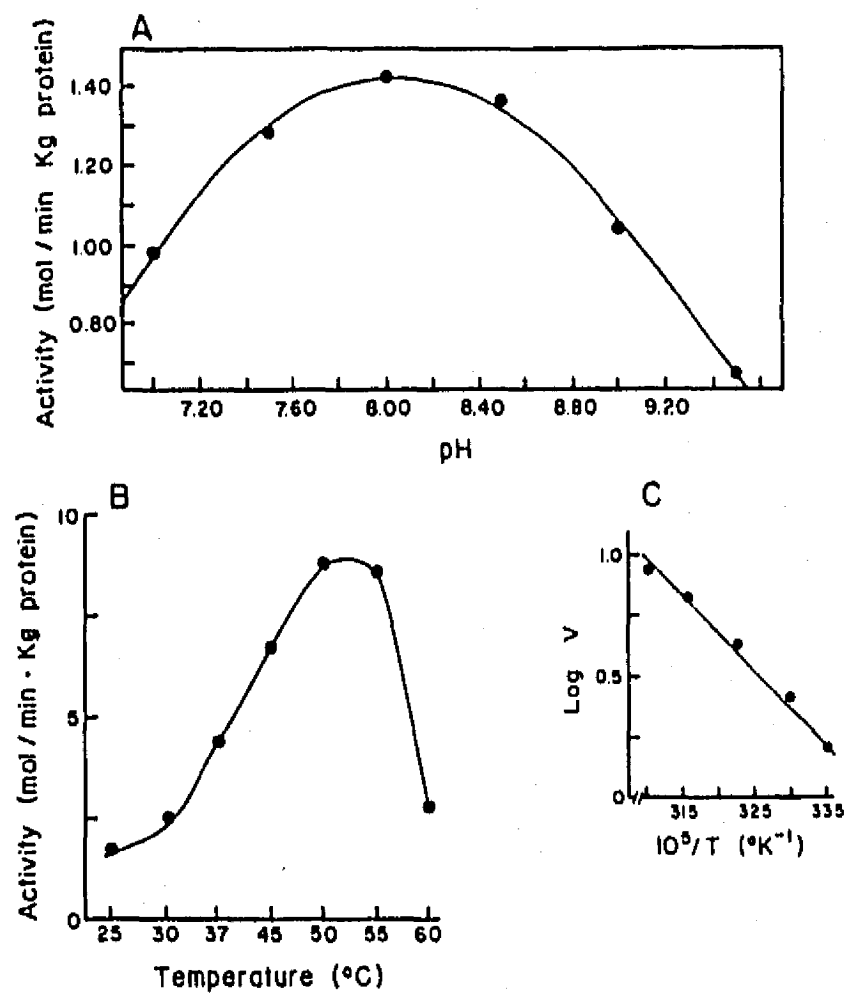 A
Activity (mol / min Kg protein)
1.40
1.20
1.00
0.80
7.20 7.60 8.00 8.40 8.80 9.20
pH
B
Activity (mol / min · Kg protein)
10
5
0
25 30 37 45 50 55 60
Temperature (°C)
C
Log V
1.0
0.5
0
315 325 335
10⁵/T (°K⁻¹)